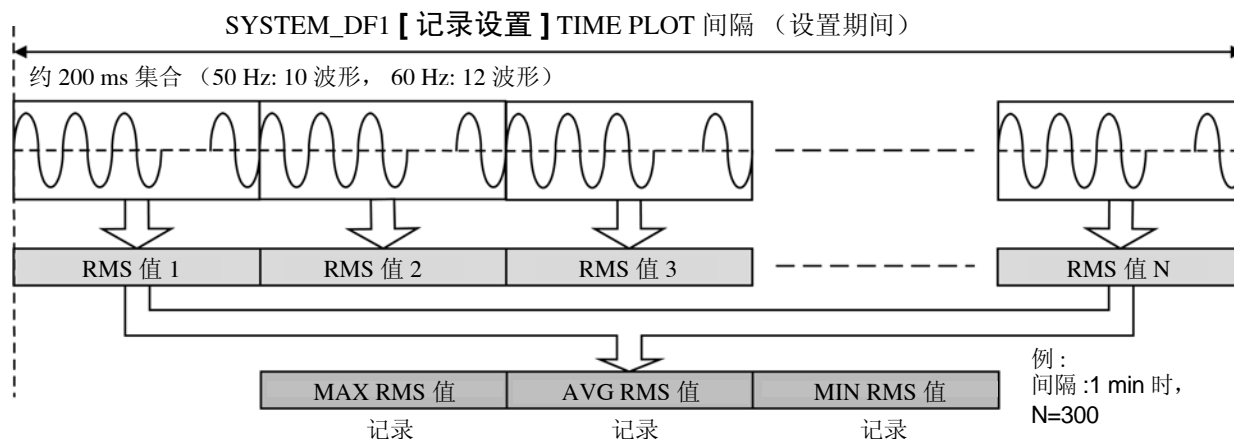 SYSTEM_DF1 [ 记录设置 ] TIME PLOT 间隔 （设置期间）
约 200 ms 集合 （50 Hz: 10 波形， 60 Hz: 12 波形）
RMS 值 1
RMS 值 2
RMS 值 3
RMS 值 N
MAX RMS 值
AVG RMS 值
MIN RMS 值
记录
记录
记录
例 :
间隔 :1 min 时，
N=300